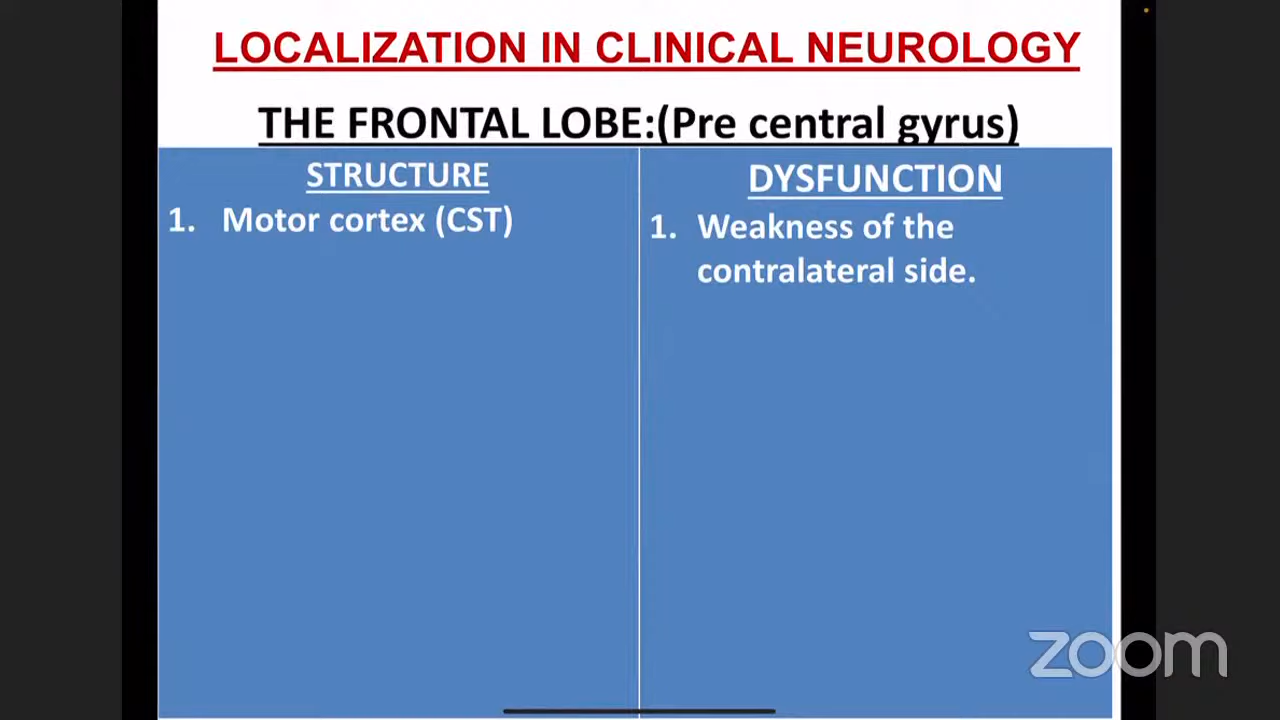 LOCALIZATION IN CLINICAL NEUROLOGY
THE FRONTAL LOBE:(Pre central gyrus)
STRUCTURE
1. Motor cortex (CST)
DYSFUNCTION
1. Weakness of the
contralateral side.
zoom